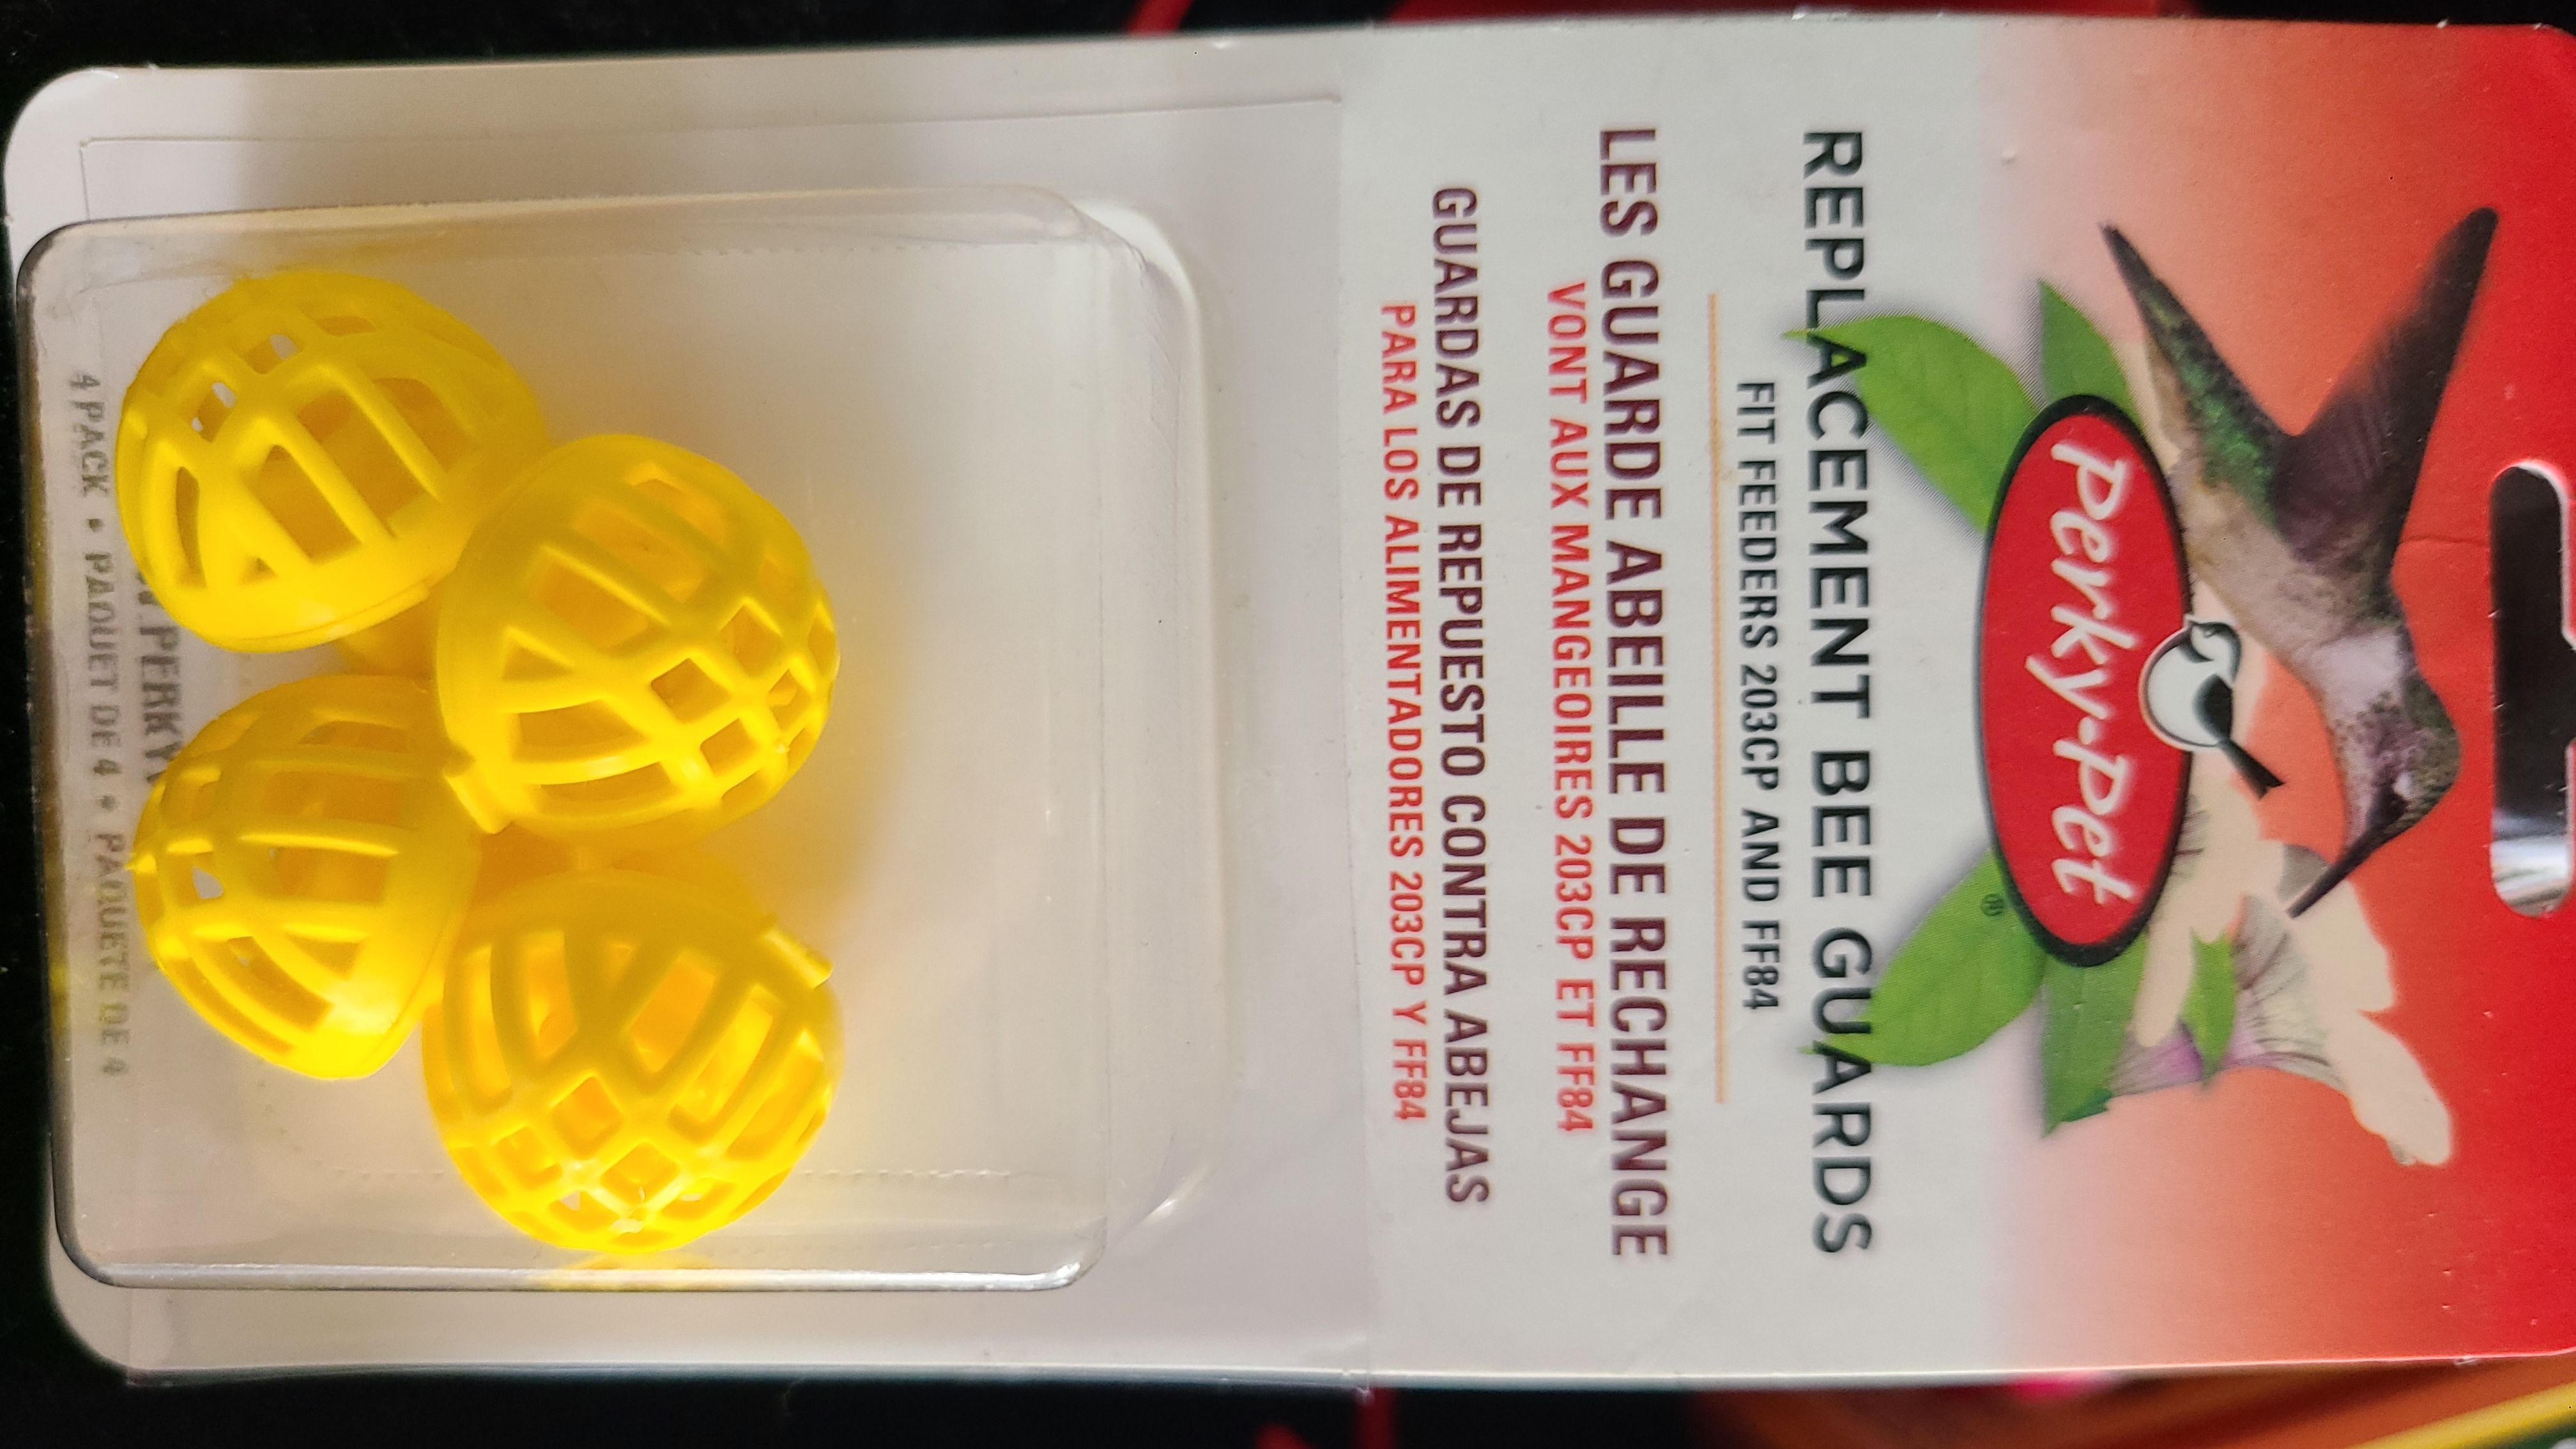 Perky-Pet
®
REPLACEMENT BEE GUARDS
FIT FEEDERS 203CP AND FF84
LES GUARDE ABEILLE DE RECHANGE
VONT AUX MANGEOIRES 203CP ET FF84
GUARDAS DE REPUESTO CONTRA ABEJAS
PARA LOS ALIMENTADORES 203CP Y FF84
4 PACK • PAQUET DE 4 • PAQUETE DE 4